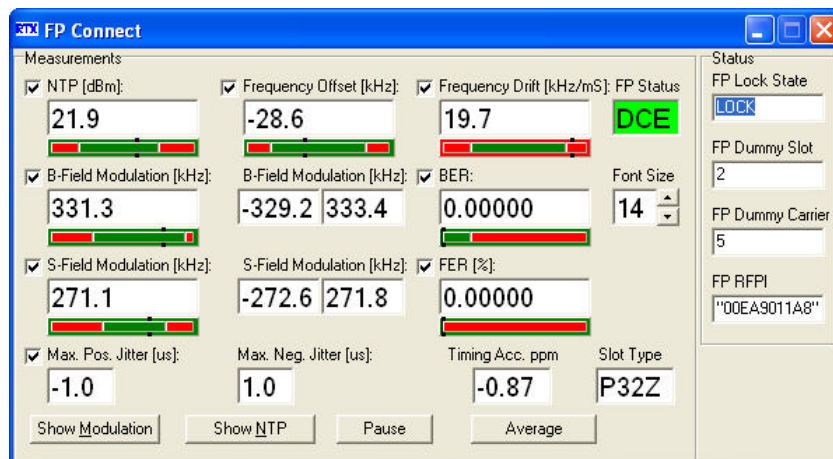 RTX FP Connect
Measurements
NTP [dBm]: Frequency Offset [kHz]: Frequency Drift [kHz/mS]: FP Status
21.9 -28.6 19.7 DCE
B-Field Modulation [kHz]: B-Field Modulation [kHz]: BER: Font Size
331.3 -329.2 333.4 0.00000 14
S-Field Modulation [kHz]: S-Field Modulation [kHz]: FER [%]:
271.1 -272.6 271.8 0.00000
Max. Pos. Jitter [us]: Max. Neg. Jitter [us]: Timing Acc. ppm Slot Type
-1.0 1.0 -0.87 P32Z
Show Modulation Show NTP Pause Average
Status
FP Lock State
LOCK
FP Dummy Slot
2
FP Dummy Carrier
5
FP RFPI
"00EA9011A8"